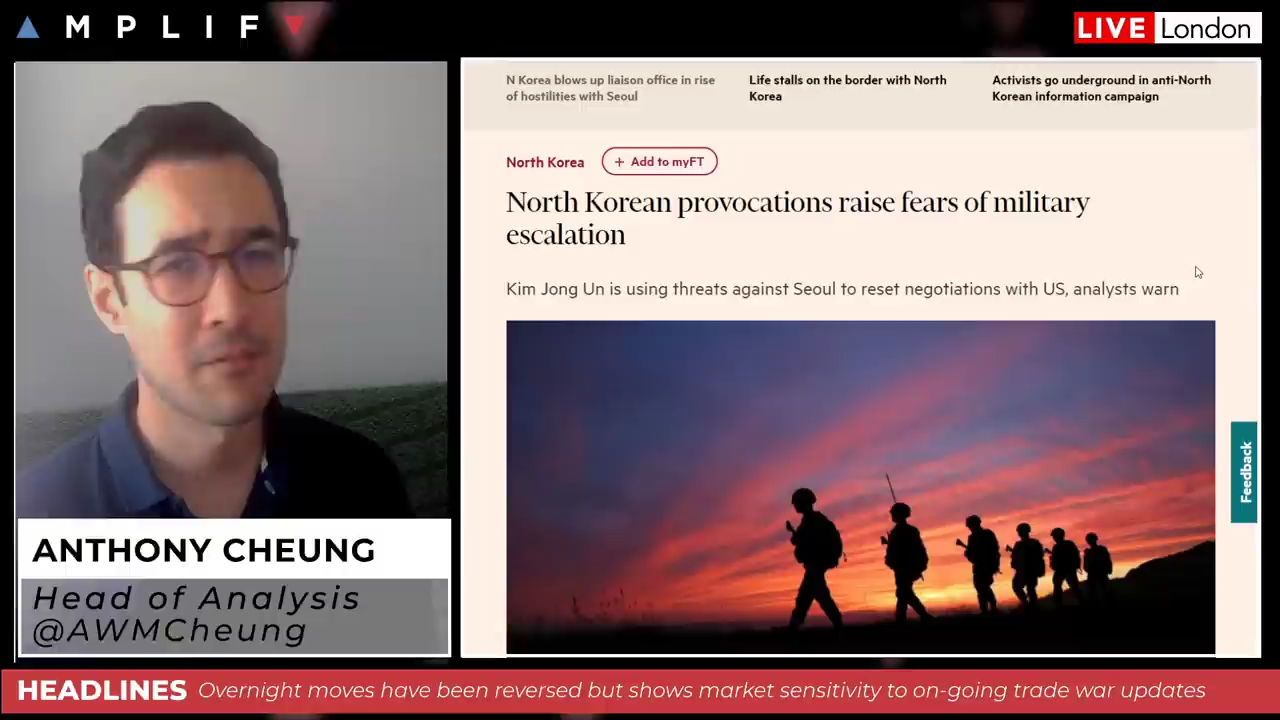 AMPLIFY
LIVE London
N Korea blows up liaison office in rise
of hostilities with Seoul
Life stalls on the border with North
Korea
Activists go underground in anti-North
Korean information campaign
North Korea
+ Add to myFT
North Korean provocations raise fears of military
escalation
Kim Jong Un is using threats against Seoul to reset negotiations with US, analysts warn
Feedback
ANTHONY CHEUNG
Head of Analysis
@AWMCheung
HEADLINES Overnight moves have been reversed but shows market sensitivity to on-going trade war updates